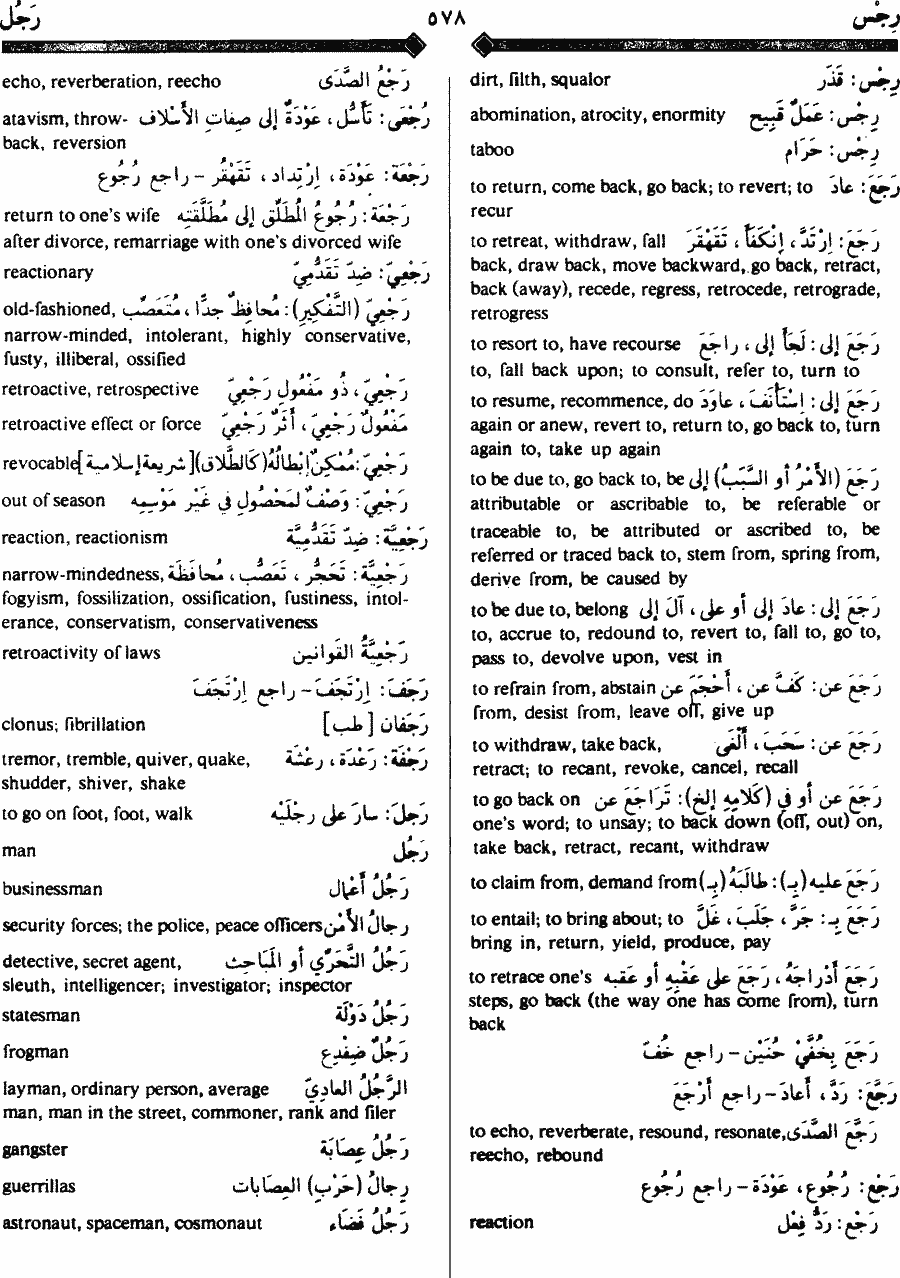 رِجْس ٥٧٨ رَجُل
رِجْس : قَذَر dirt, filth, squalor
رِجْس : عَمَلٌ قَبِيح abomination, atrocity, enormity
رِجْس : حَرَام taboo
رَجَعَ : عادَ to return, come back, go back; to revert; to
recur
رَجَعَ : اِرْتَدَّ ، اِنْكَفَأَ ، تَقَهْقَرَ to retreat, withdraw, fall
back, draw back, move backward, go back, retract,
back (away), recede, regress, retrocede, retrograde,
retrogress
رَجَعَ إلى : لَجَأَ إلى ، راجَعَ to resort to, have recourse
to, fall back upon; to consult, refer to, turn to
رَجَعَ إلى : اِسْتَأْنَفَ ، عاوَدَ to resume, recommence, do
again or anew, revert to, return to, go back to, turn
again to, take up again
رَجَعَ (الأَمْرُ أو السَّبَبُ) إلى to be due to, go back to, be
attributable or ascribable to, be referable or
traceable to, be attributed or ascribed to, be
referred or traced back to, stem from, spring from,
derive from, be caused by
رَجَعَ إلى : عادَ إلى أو على ، آلَ إلى to be due to, belong
to, accrue to, redound to, revert to, fall to, go to,
pass to, devolve upon, vest in
رَجَعَ عن : كَفَّ عن ، أَحْجَمَ عن to refrain from, abstain
from, desist from, leave off, give up
رَجَعَ عن : سَحَبَ ، أَلْغَى to withdraw, take back,
retract; to recant, revoke, cancel, recall
رَجَعَ عن أو في (كَلامِهِ إلخ) : تَرَاجَعَ عن to go back on
one's word; to unsay; to back down (off, out) on,
take back, retract, recant, withdraw
رَجَعَ عليه (بِـ) : طالَبَهُ (بِـ) to claim from, demand from
رَجَعَ بِـ : جَرَّ ، جَلَبَ ، غَلَّ to entail; to bring about; to
bring in, return, yield, produce, pay
رَجَعَ أَدْرَاجَهُ ، رَجَعَ على عَقْبِهِ أو عَقبه to retrace one's
steps, go back (the way one has come from), turn
back
رَجَعَ بِخُفَّيْ حُنَيْن - راجع خُفّ
رَجَّعَ : رَدَّ ، أعادَ - راجع أَرْجَعَ
رَجَّعَ الصَّدَى to echo, reverberate, resound, resonate,
reecho, rebound
رَجْع : رُجُوع ، عَوْدَة - راجع رُجُوع
رَجْع : رَدُّ فِعْل reaction
رَجْعُ الصَّدَى echo, reverberation, reecho
رُجْعَى : تَأَسُّل ، عَوْدَةٌ إلى صِفاتِ الأَسْلاف atavism, throw-
back, reversion
رَجْعَة : عَوْدَة ، اِرْتِداد ، تَقَهْقُر - راجع رُجُوع
رَجْعَة : رُجُوعُ المُطَلِّق إلى مُطَلَّقَتِهِ return to one's wife
after divorce, remarriage with one's divorced wife
رَجْعِيّ : ضِدّ تَقَدُّمِيّ reactionary
رَجْعِيّ (التَّفْكِيرِ) : مُحافِظٌ جدّاً ، مُتَعَصِّب old-fashioned,
narrow-minded, intolerant, highly conservative,
fusty, illiberal, ossified
رَجْعِيّ ، ذُو مَفْعُولٍ رَجْعِيّ retroactive, retrospective
مَفْعُولٌ رَجْعِيّ ، أَثَرٌ رَجْعِيّ retroactive effect or force
رَجْعِيّ : مُمْكِنٌ إبْطالُهُ (كالطَّلاق) [شريعة إسلامية] revocable
رَجْعِيّ : وَصْفٌ لمَحْصُولٍ في غَيْرِ مَوْسِمِه out of season
رَجْعِيَّة : ضِدّ تَقَدُّمِيَّة reaction, reactionism
رَجْعِيَّة : تَحَجُّر ، تَعَصُّب ، مُحافَظَة narrow-mindedness,
fogyism, fossilization, ossification, fustiness, intol-
erance, conservatism, conservativeness
رَجْعِيَّةُ القَوانين retroactivity of laws
رَجَفَ : اِرْتَجَفَ - راجع اِرْتَجَفَ
رَجَفان [طب] clonus; fibrillation
رَجْفَة : رَعْدَة ، رَعْشَة tremor, tremble, quiver, quake,
shudder, shiver, shake
رَجِلَ : سارَ على رِجْلَيْهِ to go on foot, foot, walk
رَجُل man
رَجُلُ أعْمال businessman
رِجالُ الأَمْن security forces; the police, peace officers
رَجُلُ التَّحَرِّي أو المَباحِث detective, secret agent,
sleuth, intelligencer; investigator; inspector
رَجُلُ دَوْلَة statesman
رَجُلٌ ضِفْدِع frogman
الرَّجُلُ العادِيّ layman, ordinary person, average
man, man in the street, commoner, rank and filer
رَجُلُ عِصَابَة gangster
رِجالُ (حَرْبِ) العِصَابات guerrillas
رَجُلُ فَضَاء astronaut, spaceman, cosmonaut